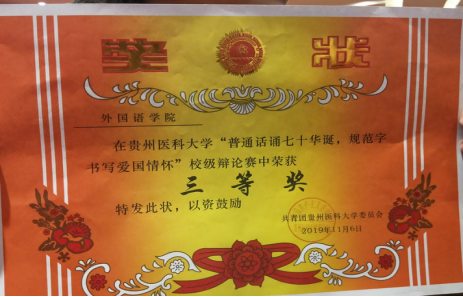 奖状
外国语学院
在贵州医科大学“普通话诵七十华诞，规范字
书写爱国情怀”校级辩论赛中荣获
三等奖
特发此状，以资鼓励
共青团贵州医科大学委员会
2019年11月6日